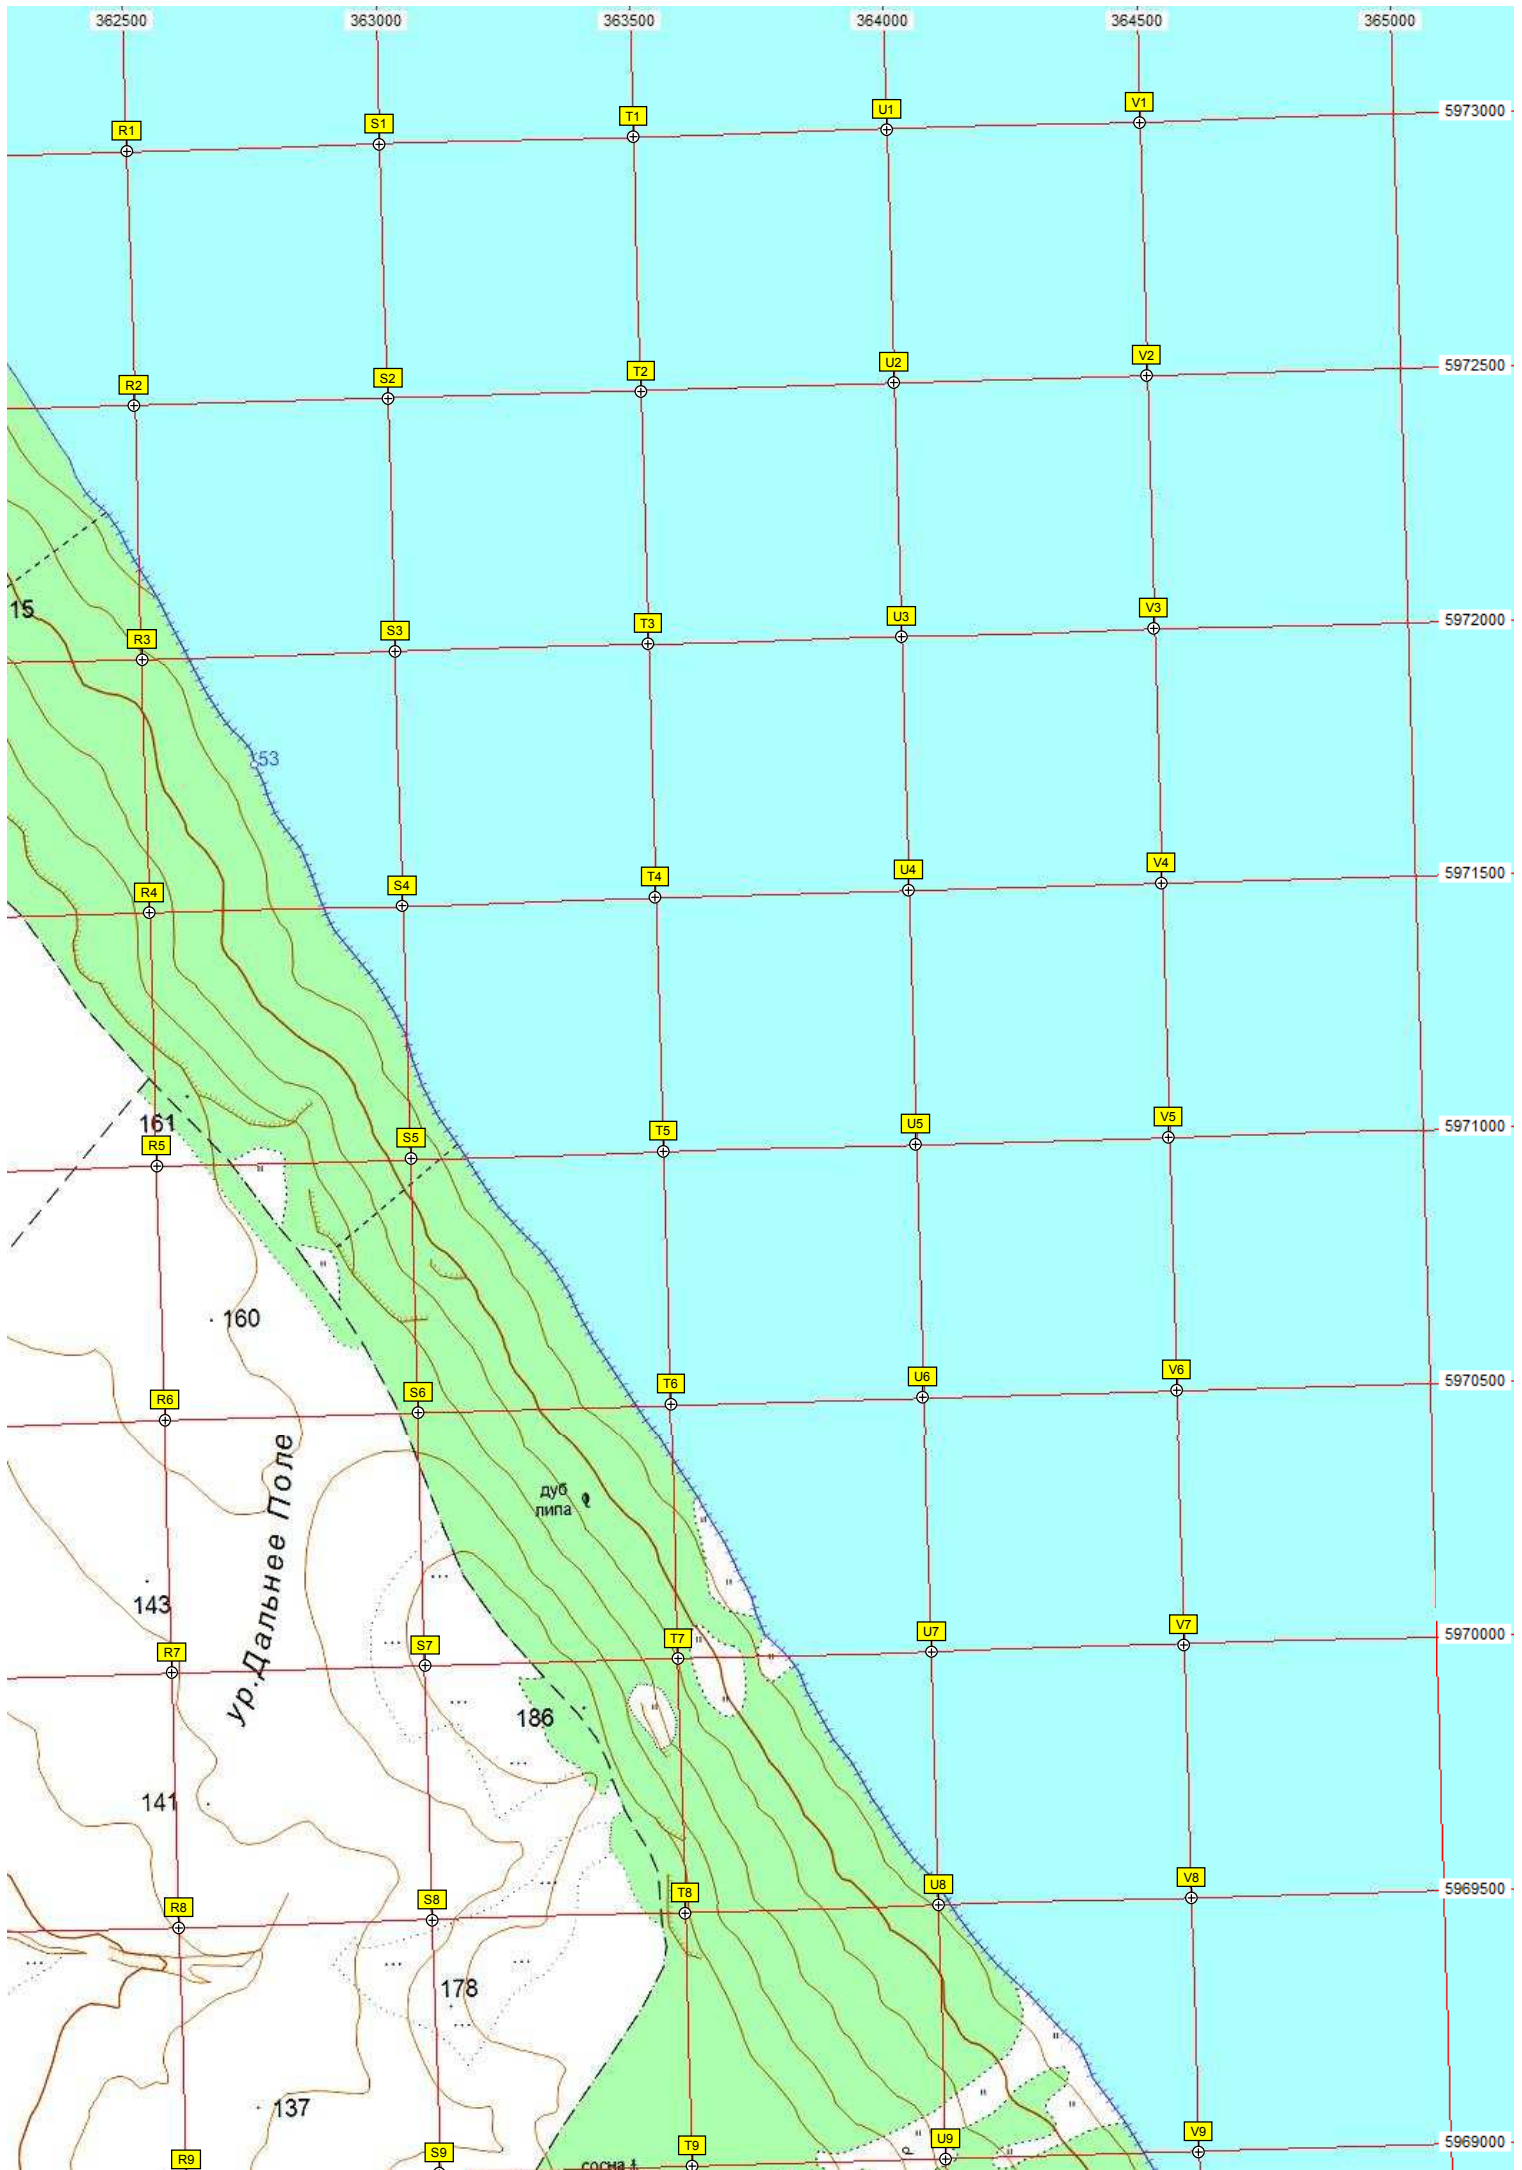 362500 363000 363500 364000 364500 365000
5973000
R1 S1 T1 U1 V1
5972500
R2 S2 T2 U2 V2
15
5972000
R3 S3 T3 U3 V3
53
5971500
R4 S4 T4 U4 V4
161
5971000
R5 S5 T5 U5 V5
160
5970500
R6 S6 T6 U6 V6
дуб
липа
ур. Дальнее Поле
143
5970000
R7 S7 T7 U7 V7
186
141
5969500
R8 S8 T8 U8 V8
178
137
5969000
R9 S9 T9 U9 V9
сосна